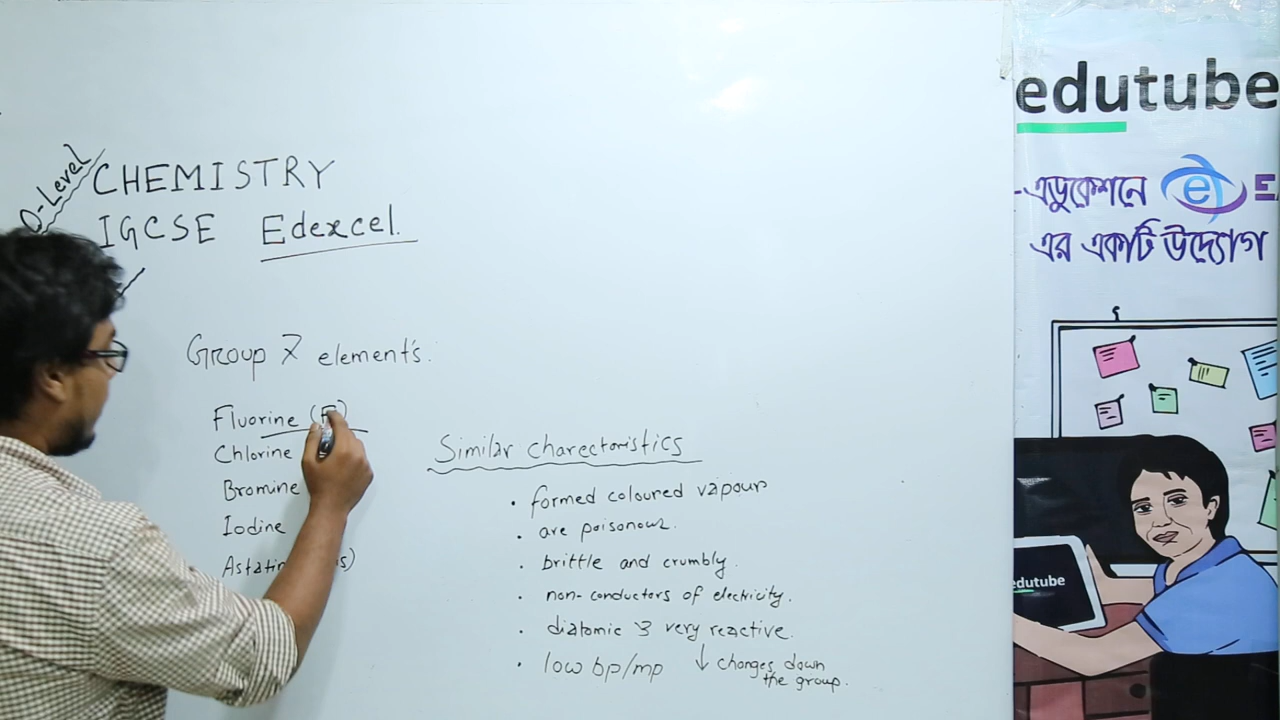 O-Level
CHEMISTRY
IGCSE Edexcel.
Group 7 element's.
Fluorine (F)
Chlorine
Bromine
Iodine
Similar charecteristics
• formed coloured vapour
• are poisonous.
• brittle and crumbly.
• non-conductors of electricity.
• diatomic & very reactive.
• low bp/mp ↓ changes down
the group.
edutube
-এডুকেশনে e
এর একটি উদ্যোগ
edutube